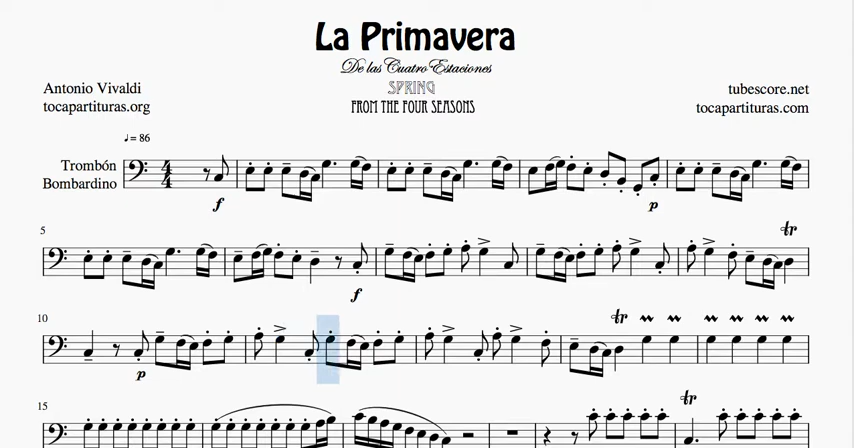 La Primavera
De las Cuatro Estaciones
Antonio Vivaldi
SPRING
tubescore.net
tocapartituras.org
FROM THE FOUR SEASONS
tocapartituras.com
♩ = 86
Trombón
Bombardino
f
p
5
tr
f
10
tr
p
15
tr